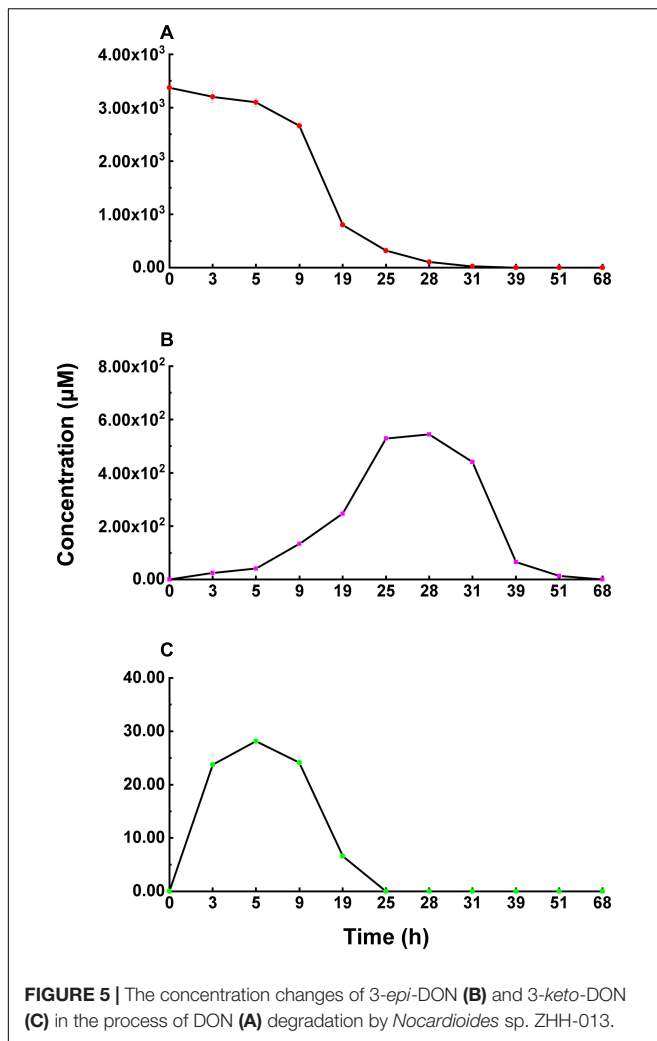 A
4.00x10³
3.00x10³
2.00x10³
1.00x10³
0.00
0 3 5 9 19 25 28 31 39 51 68
B
8.00x10²
6.00x10²
4.00x10²
2.00x10²
0.00
0 3 5 9 19 25 28 31 39 51 68
Concentration (µM)
C
40.00
30.00
20.00
10.00
0.00
0 3 5 9 19 25 28 31 39 51 68
Time (h)
FIGURE 5 | The concentration changes of 3-epi-DON (B) and 3-keto-DON
(C) in the process of DON (A) degradation by Nocardioides sp. ZHH-013.